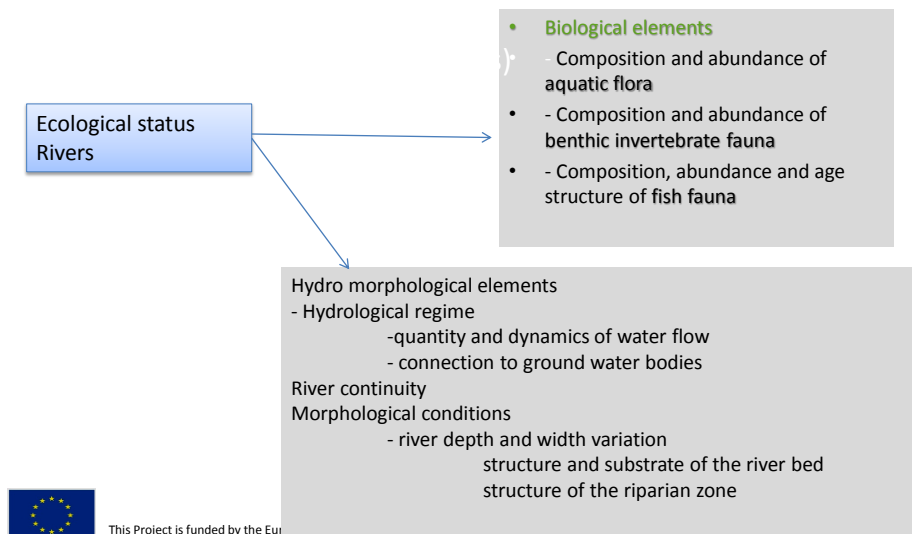 • Biological elements
s) • - Composition and abundance of
aquatic flora
• - Composition and abundance of
benthic invertebrate fauna
• - Composition, abundance and age
structure of fish fauna
Ecological status
Rivers
Hydro morphological elements
- Hydrological regime
-quantity and dynamics of water flow
- connection to ground water bodies
River continuity
Morphological conditions
- river depth and width variation
structure and substrate of the river bed
structure of the riparian zone
This Project is funded by the Eur